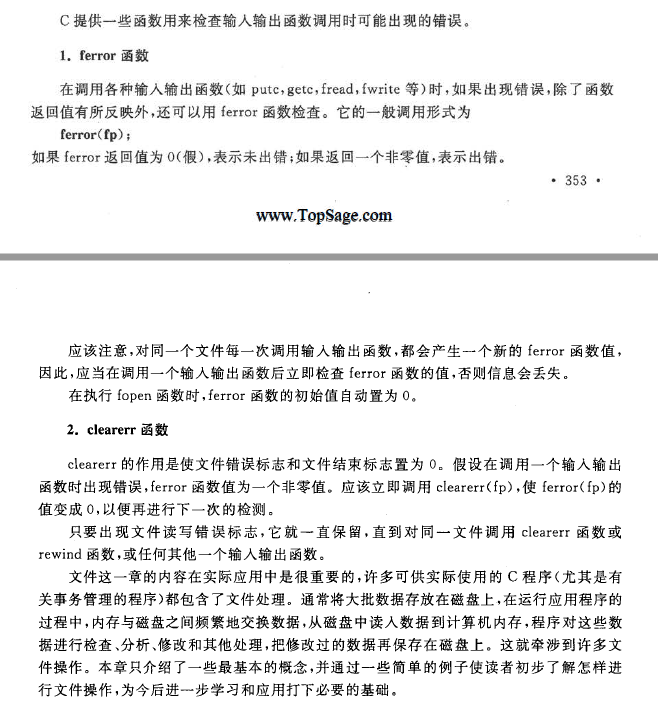 C提供一些函数用来检查输入输出函数调用时可能出现的错误。
1. ferror 函数
在调用各种输入输出函数(如 putc,getc,fread,fwrite 等)时,如果出现错误,除了函数
返回值有所反映外,还可以用 ferror 函数检查。它的一般调用形式为
ferror(fp);
如果 ferror 返回值为 0(假),表示未出错;如果返回一个非零值,表示出错。
• 353 •
www.TopSage.com
应该注意,对同一个文件每一次调用输入输出函数,都会产生一个新的 ferror 函数值,
因此,应当在调用一个输入输出函数后立即检查 ferror 函数的值,否则信息会丢失。
在执行 fopen 函数时,ferror 函数的初始值自动置为 0。
2. clearerr 函数
clearerr 的作用是使文件错误标志和文件结束标志置为 0。假设在调用一个输入输出
函数时出现错误,ferror 函数值为一个非零值。应该立即调用 clearerr(fp),使 ferror(fp)的
值变成 0,以便再进行下一次的检测。
只要出现文件读写错误标志,它就一直保留,直到对同一文件调用 clearerr 函数或
rewind 函数,或任何其他一个输入输出函数。
文件这一章的内容在实际应用中是很重要的,许多可供实际使用的 C 程序(尤其是有
关事务管理的程序)都包含了文件处理。通常将大批数据存放在磁盘上,在运行应用程序的
过程中,内存与磁盘之间频繁地交换数据,从磁盘中读入数据到计算机内存,程序对这些数
据进行检查、分析、修改和其他处理,把修改过的数据再保存在磁盘上。这就牵涉到许多文
件操作。本章只介绍了一些最基本的概念,并通过一些简单的例子使读者初步了解怎样进
行文件操作,为今后进一步学习和应用打下必要的基础。